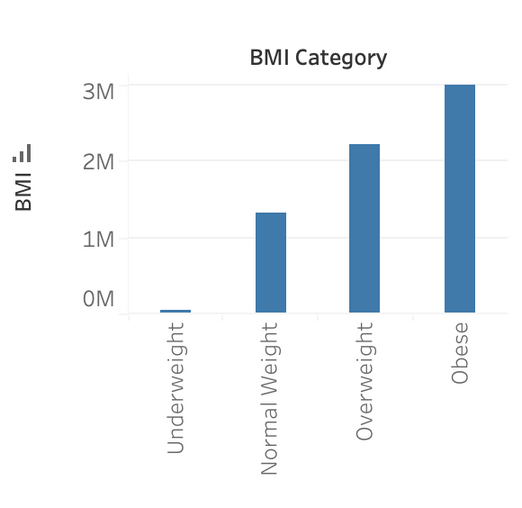 BMI Category
3M
2M
1M
0M
BMI
Underweight
Normal Weight
Overweight
Obese